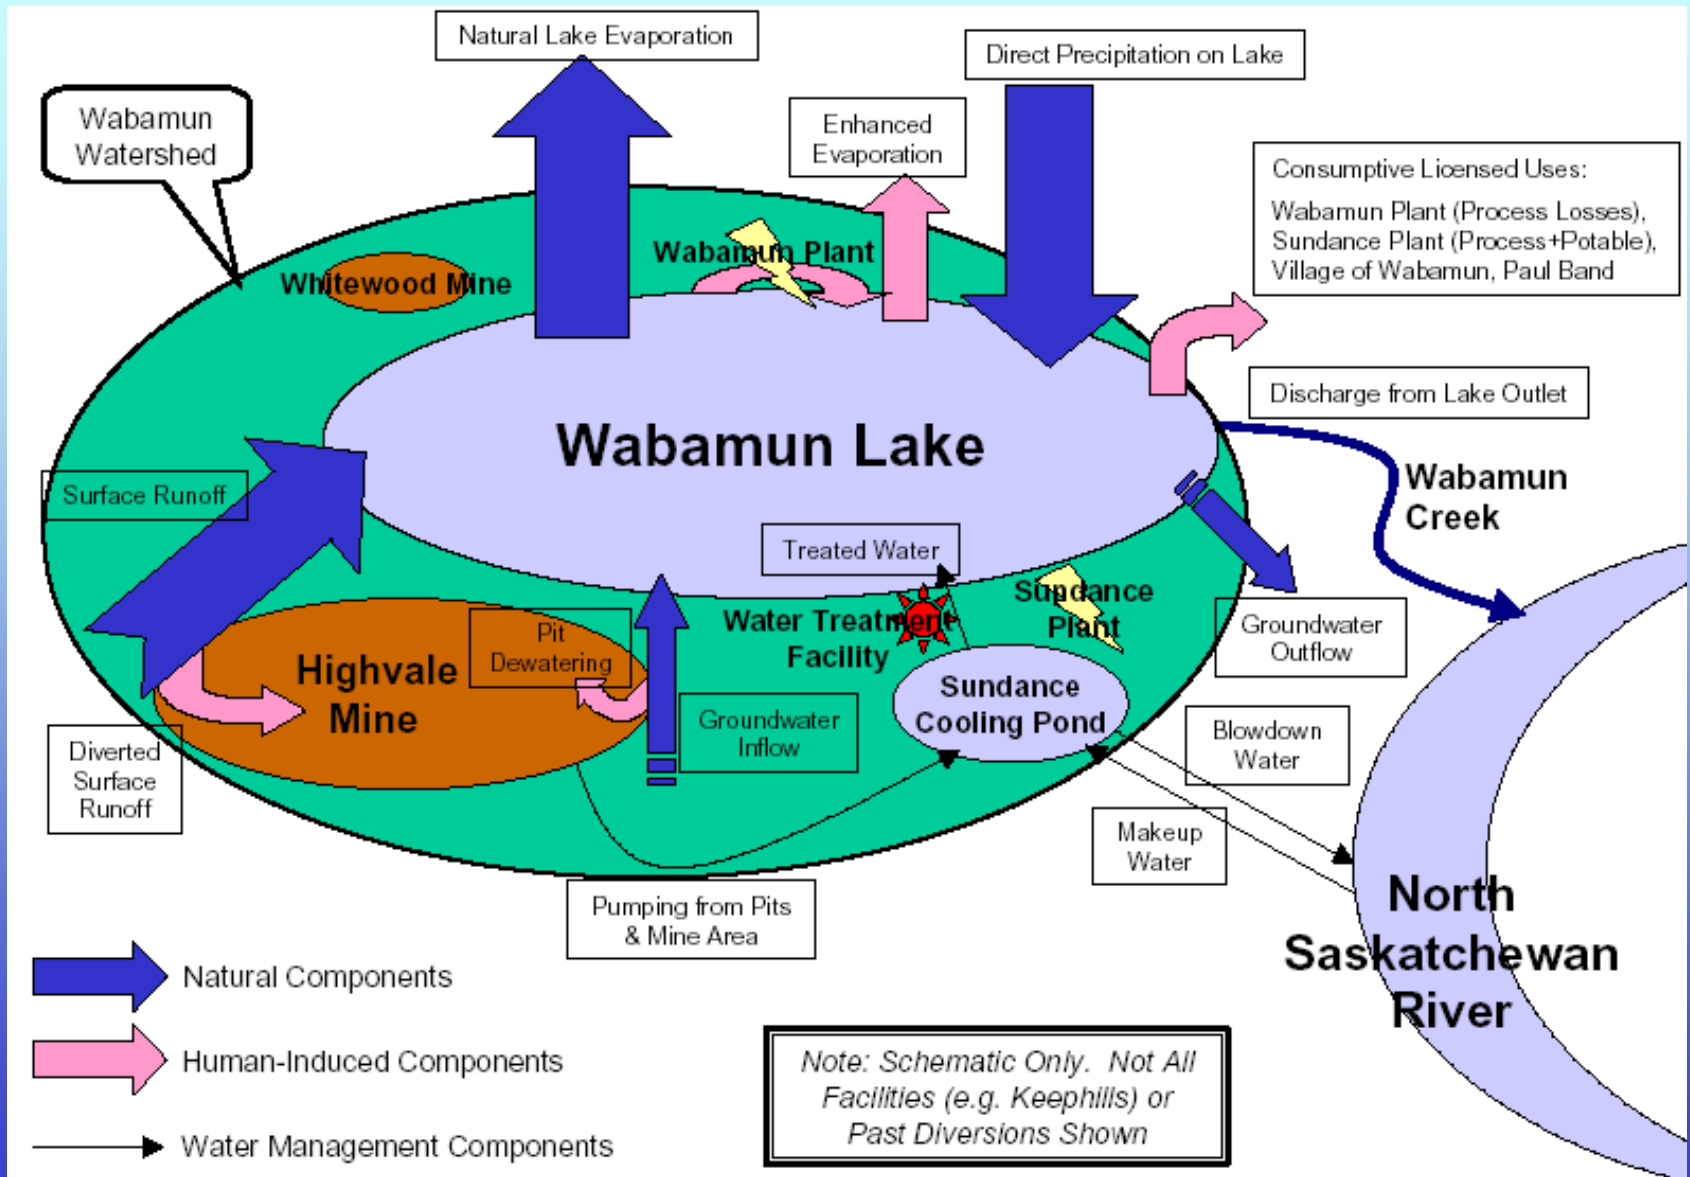 Natural Lake Evaporation
Direct Precipitation on Lake
Wabamun
Watershed
Enhanced
Evaporation
Consumptive Licensed Uses:
Wabamun Plant (Process Losses),
Sundance Plant (Process+Potable),
Village of Wabamun, Paul Band
Wabamun Plant
Whitewood Mine
Discharge from Lake Outlet
Wabamun Lake
Wabamun
Creek
Surface Runoff
Treated Water
Sundance
Plant
Water Treatment
Facility
Groundwater
Outflow
Pit
Dewatering
Highvale
Mine
Sundance
Cooling Pond
Groundwater
Inflow
Blowdown
Water
Diverted
Surface
Runoff
Makeup
Water
Pumping from Pits
& Mine Area
North
Saskatchewan
River
Natural Components
Human-Induced Components
Water Management Components
Note: Schematic Only. Not All
Facilities (e.g. Keephills) or
Past Diversions Shown